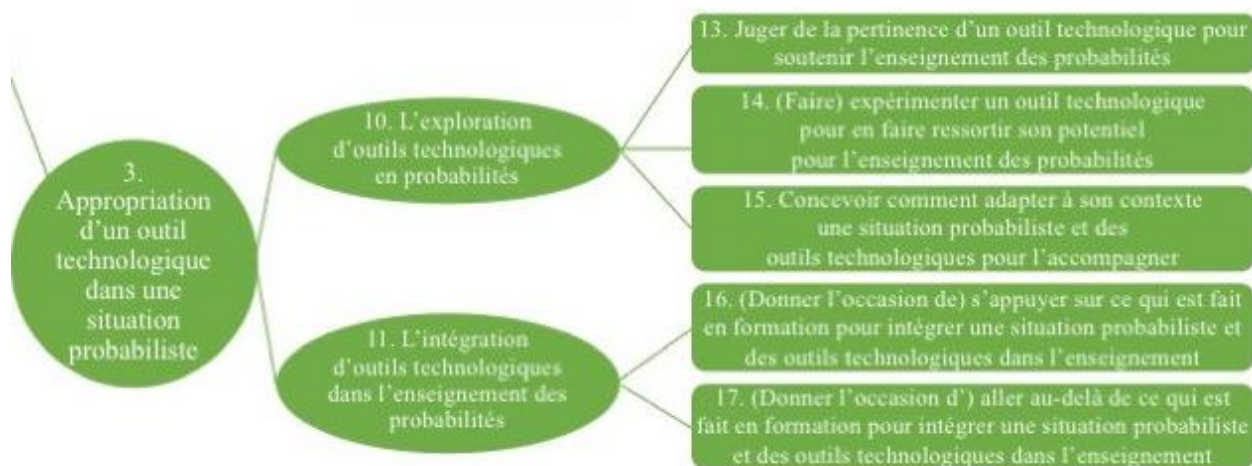 3.
Appropriation
d'un outil
technologique
dans une
situation
probabiliste
10. L'exploration
d'outils technologiques
en probabilités
11. L'intégration
d'outils technologiques
dans l'enseignement des
probabilités
13. Juger de la pertinence d'un outil technologique pour
soutenir l'enseignement des probabilités
14. (Faire) expérimenter un outil technologique
pour en faire ressortir son potentiel
pour l'enseignement des probabilités
15. Concevoir comment adapter à son contexte
une situation probabiliste et des
outils technologiques pour l'accompagner
16. (Donner l'occasion de) s'appuyer sur ce qui est fait
en formation pour intégrer une situation probabiliste et
des outils technologiques dans l'enseignement
17. (Donner l'occasion d') aller au-delà de ce qui est
fait en formation pour intégrer une situation probabiliste
et des outils technologiques dans l'enseignement